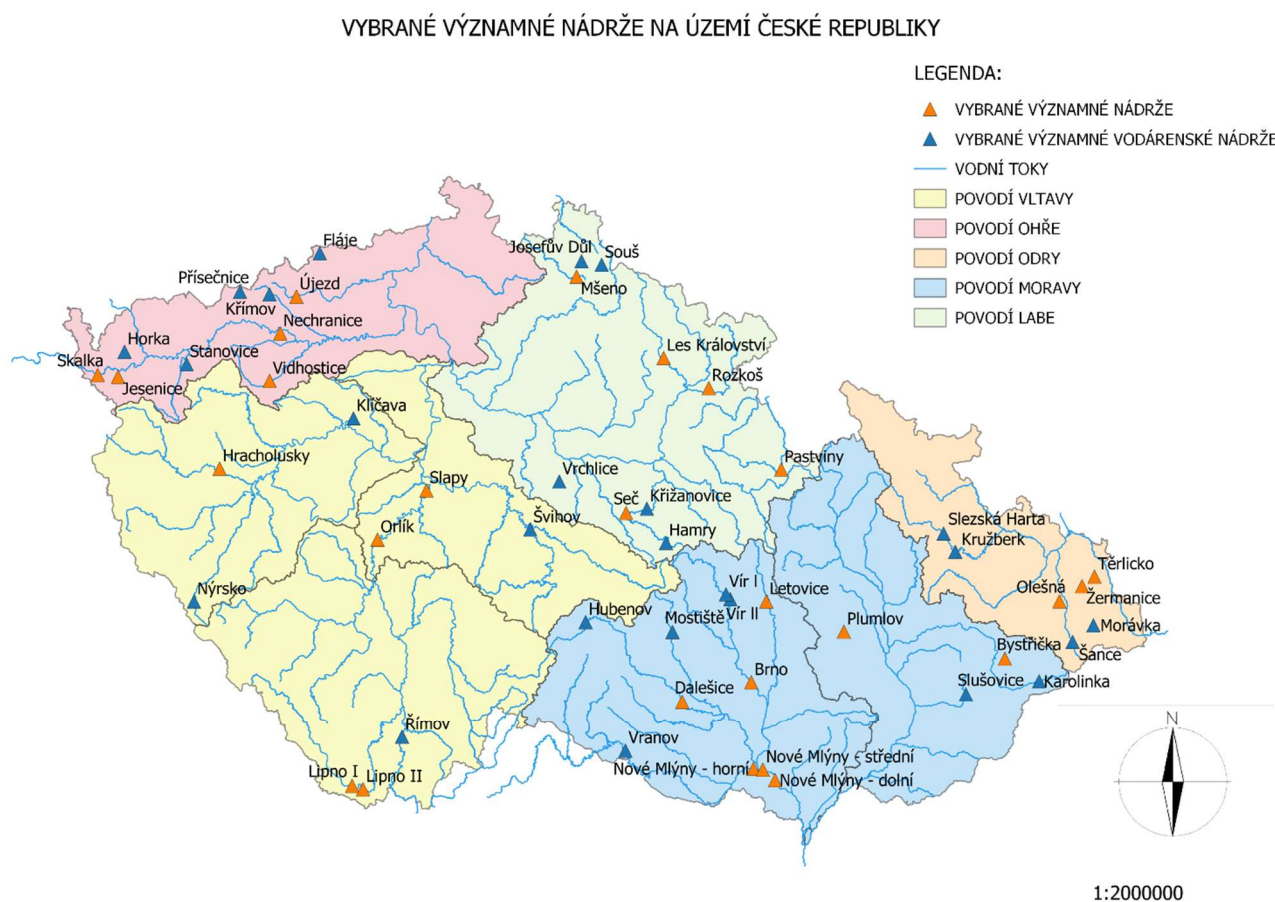 VYBRANÉ VÝZNAMNÉ NÁDRŽE NA ÚZEMÍ ČESKÉ REPUBLIKY
LEGENDA:
VYBRANÉ VÝZNAMNÉ NÁDRŽE
VYBRANÉ VÝZNAMNÉ VODÁRENSKÉ NÁDRŽE
VODNÍ TOKY
POVODÍ VLTAVY
POVODÍ OHŘE
POVODÍ ODRY
POVODÍ MORAVY
POVODÍ LABE
Fláje
Josefův Důl
Souš
Přísečnice
Újezd
Mšeno
Křímov
Nechranice
Horka
Stanovice
Skalka
Jesenice
Vidhostice
Les Království
Rozkoš
Klíčava
Hracholusky
Slapy
Vrchlice
Pastviny
Seč
Křižanovice
Orlík
Švihov
Hamry
Slezská Harta
Kružberk
Těrlicko
Nýrsko
Vír I
Letovice
Olešná
Žermanice
Hubenov
Mostiště
Vír II
Plumlov
Morávka
Bystřička
Šance
Brno
Dalešice
Slušovice
Karolinka
Římov
Vranov
Nové Mlýny - střední
Nové Mlýny - horní
Lipno I
Lipno II
Nové Mlýny - dolní
N
1:2000000